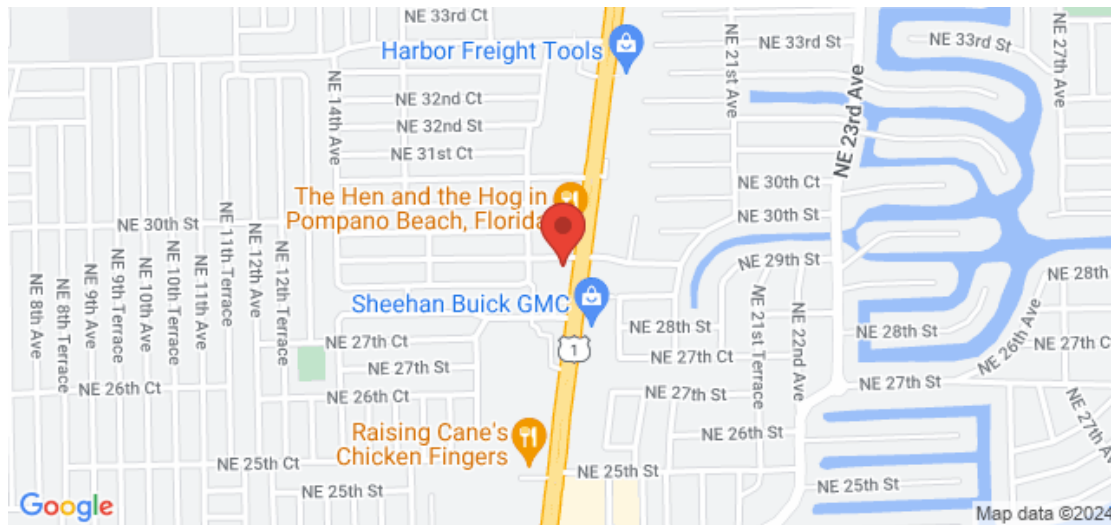 NE 33rd Ct
Harbor Freight Tools
NE 33rd St
NE 33rd St
NE 27th Ave
NE 21st Ave
NE 14th Ave
NE 23rd Ave
NE 32nd Ct
NE 32nd St
NE 31st Ct
The Hen and the Hog in
Pompano Beach, Florida
NE 30th Ct
NE 30th St
NE 30th St
NE 29th St
NE 28th
Sheehan Buick GMC
NE 8th Ave
NE 8th Terrace
NE 9th Ave
NE 9th Terrace
NE 10th Ave
NE 10th Terrace
NE 11th Ave
NE 11th Terrace
NE 12th Ave
NE 12th Terrace
NE 28th St
NE 21st Terrace
NE 22nd Ave
NE 28th St
NE 26th Ave
NE 27th Ct
1
NE 27th Ct
NE 27th Ct
NE 27th St
NE 27th St
NE 27th St
NE 26th Ct
NE 26th Ct
NE 27th Ave
Raising Cane's
Chicken Fingers
NE 26th St
NE 25th Ct
NE 25th St
NE 25th St
NE 25th St
Google
Map data ©2024